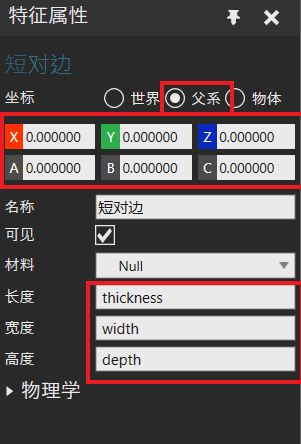 特征属性
短对边
坐标 世界 父系 物体
X 0.000000 Y 0.000000 Z 0.000000
A 0.000000 B 0.000000 C 0.000000
名称 短对边
可见
材料 Null
长度 thickness
宽度 width
高度 depth
物理学